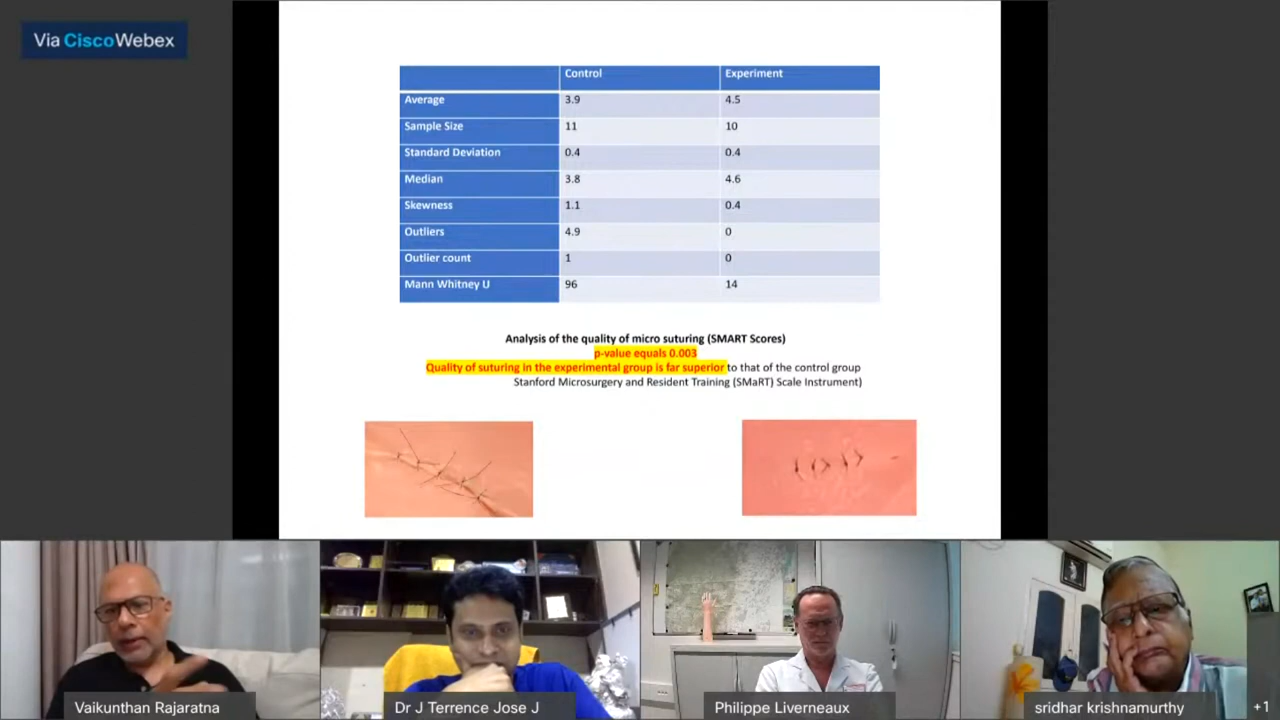 Via CiscoWebex
Control Experiment
Average 3.9 4.5
Sample Size 11 10
Standard Deviation 0.4 0.4
Median 3.8 4.6
Skewness 1.1 0.4
Outliers 4.9 0
Outlier count 1 0
Mann Whitney U 96 14
Analysis of the quality of micro suturing (SMART Scores)
p-value equals 0.003
Quality of suturing in the experimental group is far superior to that of the control group
Stanford Microsurgery and Resident Training (SMaRT) Scale Instrument)
Vaikunthan Rajaratna
Dr J Terrence Jose J
Philippe Liverneaux
sridhar krishnamurthy
+1